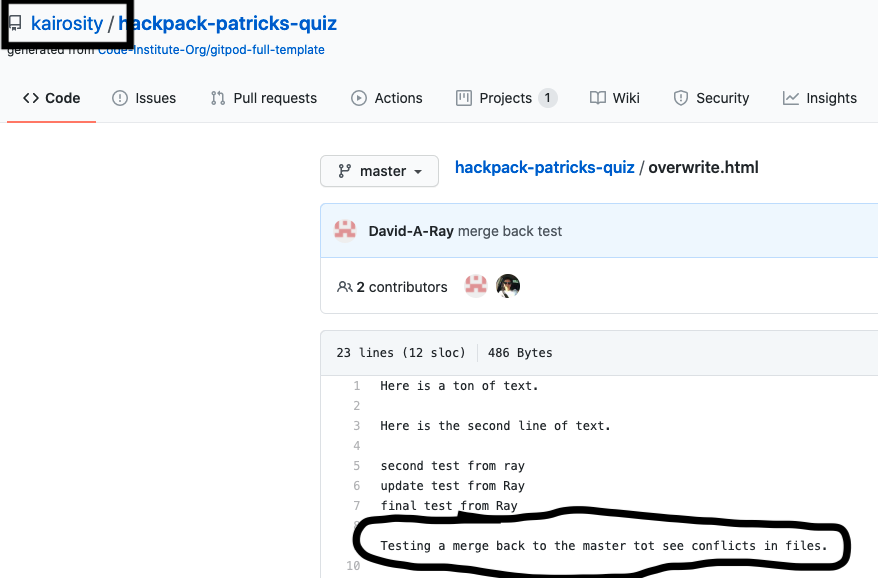 kairosity / hackpack-patricks-quiz
generated from Code-Institute-Org/gitpod-full-template
Code Issues Pull requests Actions Projects 1 Wiki Security Insights
master hackpack-patricks-quiz / overwrite.html
David-A-Ray merge back test
2 contributors
23 lines (12 sloc) 486 Bytes
1 Here is a ton of text.
2
3 Here is the second line of text.
4
5 second test from ray
6 update test from Ray
7 final test from Ray
Testing a merge back to the master tot see conflicts in files.
10